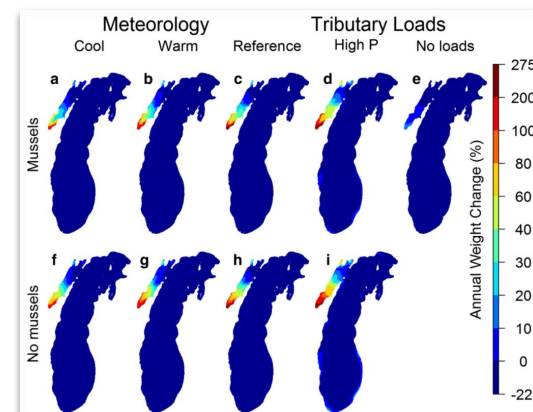 Meteorology Tributary Loads
Cool Warm Reference High P No loads
a b c d e
Mussels
f g h i
No mussels
275
200
100
80
60
40
30
20
10
0
-22
Annual Weight Change (%)